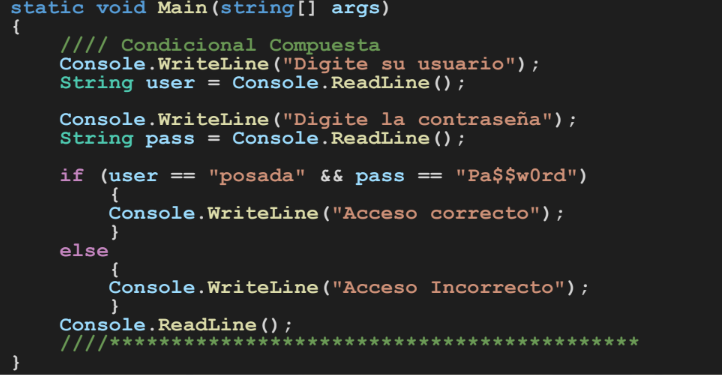 static void Main(string[] args)
{
//// Condicional Compuesta
Console.WriteLine("Digite su usuario");
String user = Console.ReadLine();
Console.WriteLine("Digite la contraseña");
String pass = Console.ReadLine();
if (user == "posada" && pass == "Pa$$w0rd")
{
Console.WriteLine("Acceso correcto");
}
else
{
Console.WriteLine("Acceso Incorrecto");
}
Console.ReadLine();
////*******************************************
}